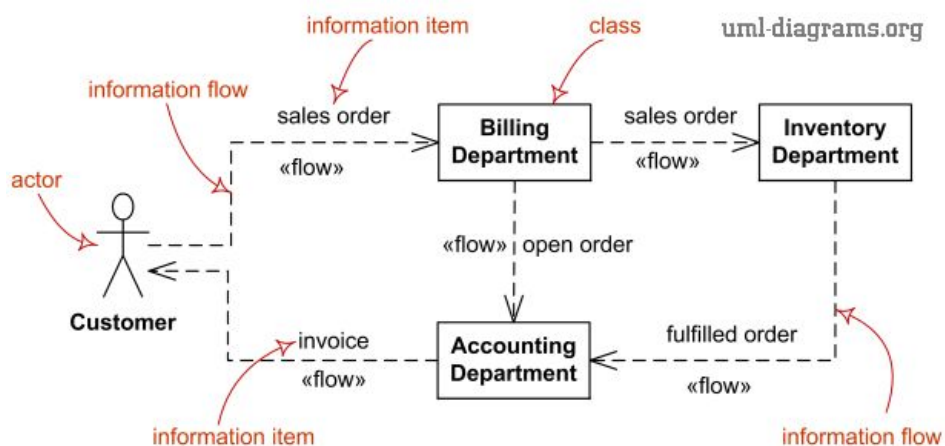 information item
class
uml-diagrams.org
information flow
sales order
«flow»
Billing
Department
sales order
«flow»
Inventory
Department
actor
«flow» open order
Customer
invoice
«flow»
Accounting
Department
fulfilled order
«flow»
information item
information flow